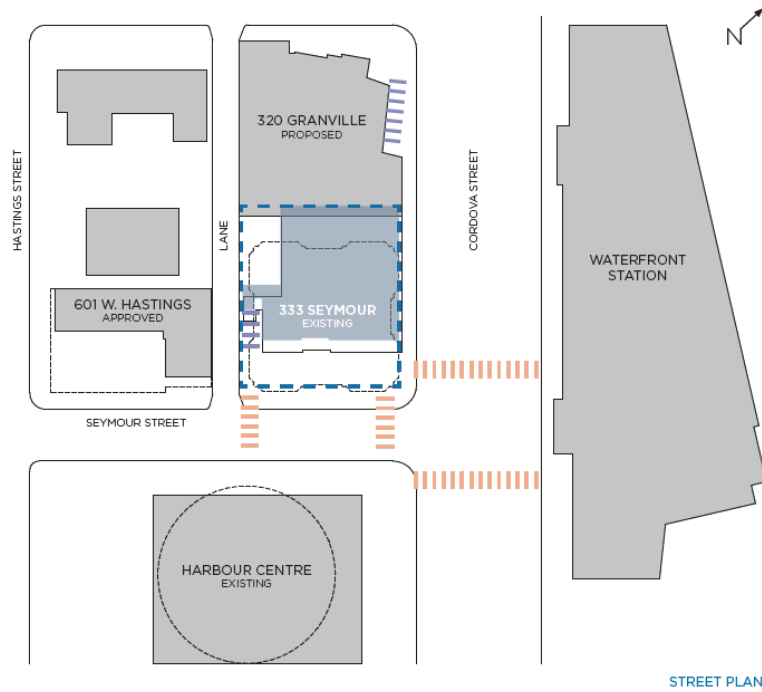 N
320 GRANVILLE
PROPOSED
HASTINGS STREET
LANE
CORDOVA STREET
WATERFRONT
STATION
601 W. HASTINGS
APPROVED
333 SEYMOUR
EXISTING
SEYMOUR STREET
HARBOUR CENTRE
EXISTING
STREET PLAN